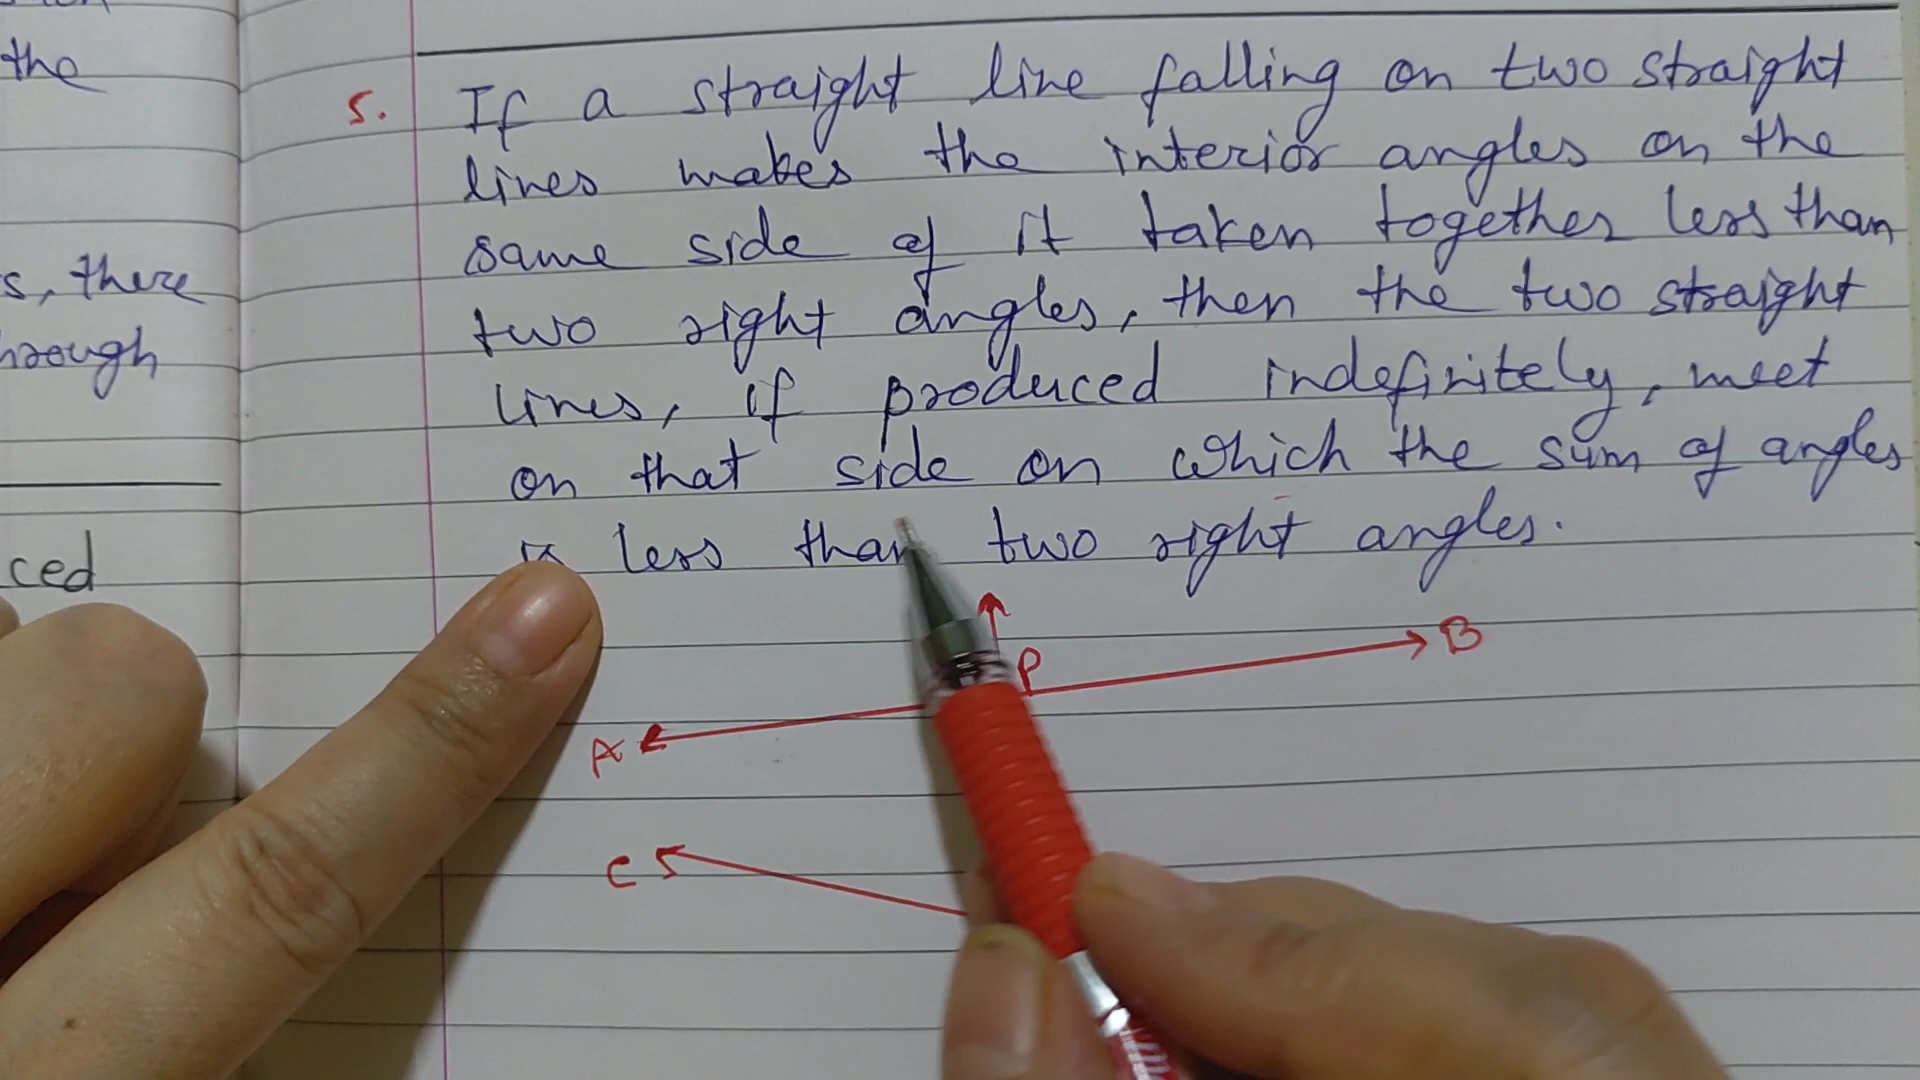 the
s, there
ced
5. If a straight line falling on two straight
lines makes the interior angles on the
same side of it taken together less than
two right angles, then the two straight
lines, if produced indefinitely, meet
on that side on which the sum of angles
is less than two right angles.
P
B
A
C